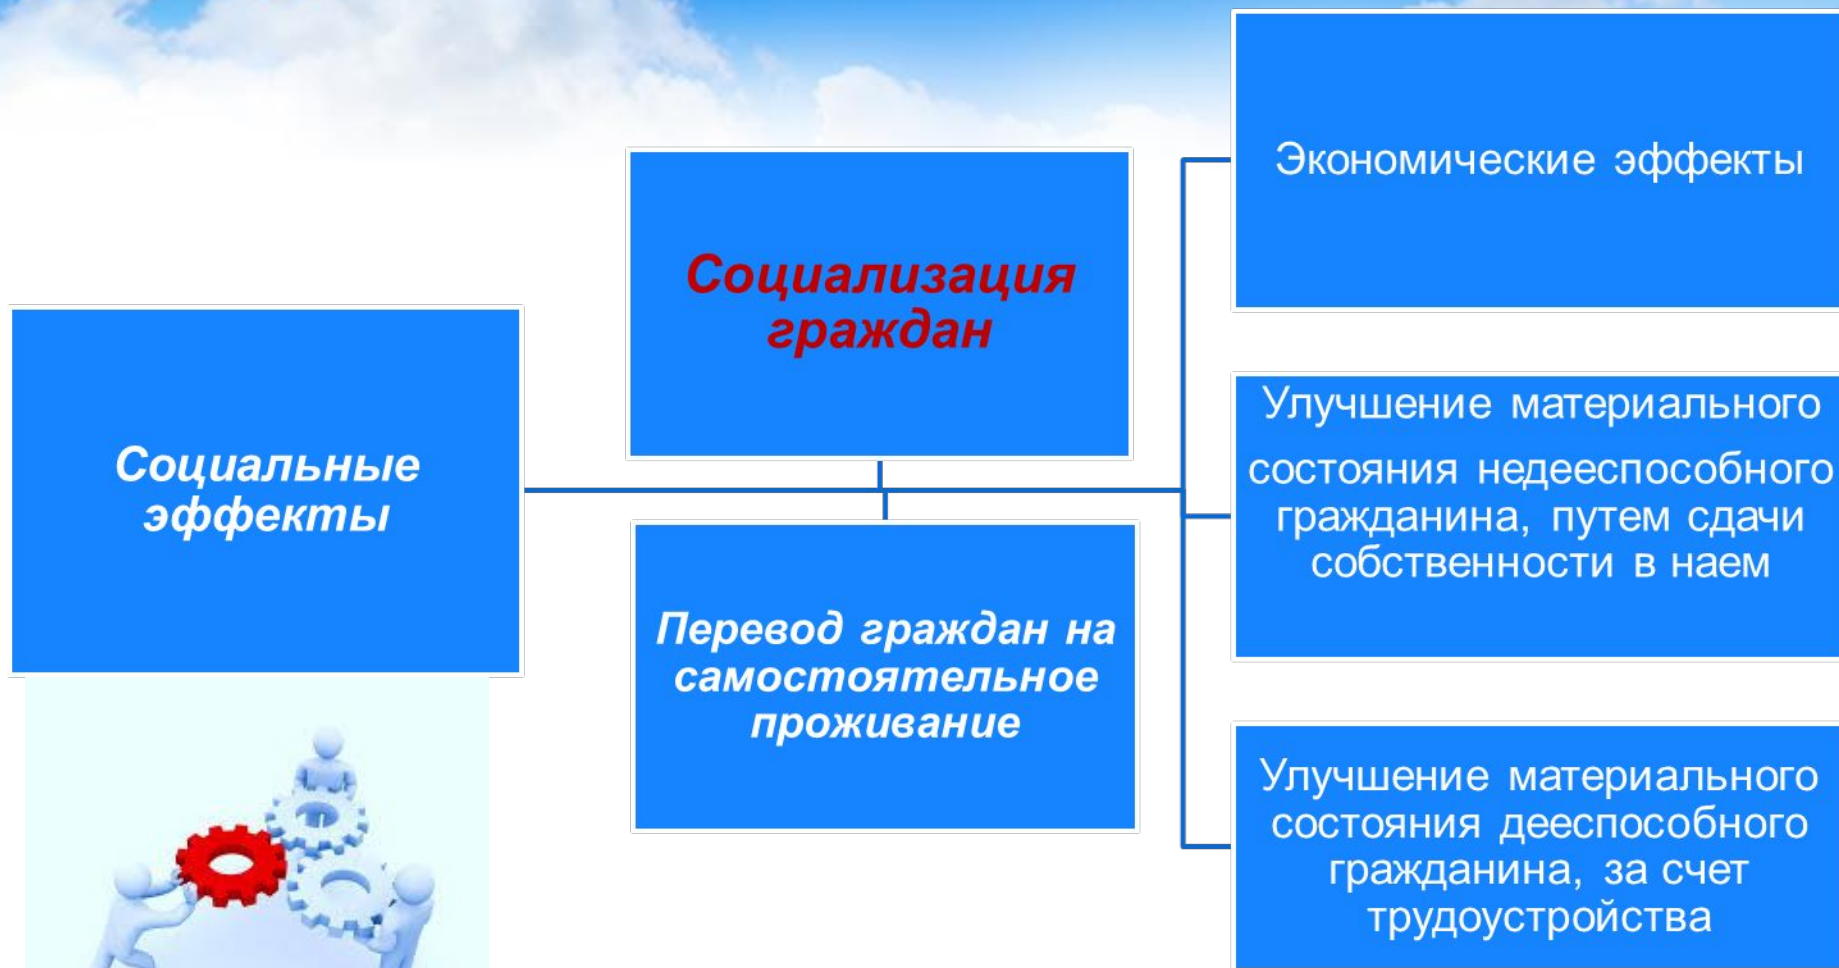 Социальные
эффекты
Социализация
граждан
Перевод граждан на
самостоятельное
проживание
Экономические эффекты
Улучшение материального
состояния недееспособного
гражданина, путем сдачи
собственности в наем
Улучшение материального
состояния дееспособного
гражданина, за счет
трудоустройства